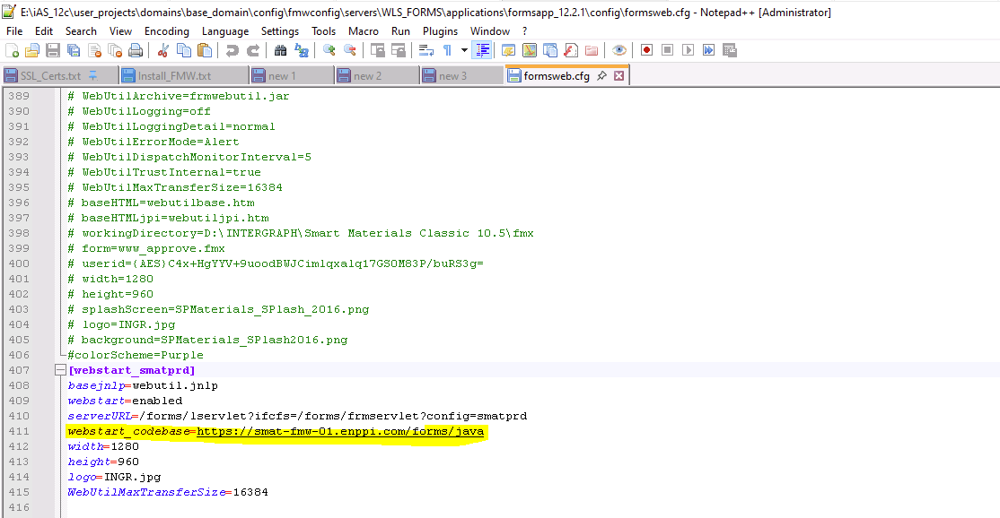 E:\iAS_12c\user_projects\domains\base_domain\config\fmwconfig\servers\WLS_FORMS\applications\formsapp_12.2.1\config\formsweb.cfg - Notepad++ [Administrator]
File Edit Search View Encoding Language Settings Tools Macro Run Plugins Window ?
SSL_Certs.txt Install_FMW.txt new 1 new 2 new 3 formsweb.cfg
389 # WebUtilArchive=frmwebutil.jar
390 # WebUtilLogging=off
391 # WebUtilLoggingDetail=normal
392 # WebUtilErrorMode=Alert
393 # WebUtilDispatchMonitorInterval=5
394 # WebUtilTrustInternal=true
395 # WebUtilMaxTransferSize=16384
396 # baseHTML=webutilbase.htm
397 # baseHTMLjpi=webutiljpi.htm
398 # workingDirectory=D:\INTERGRAPH\Smart Materials Classic 10.5\fmx
399 # form=www_approve.fmx
400 # userid={AES}C4x+HgYYV+9uoodBWJCimlqxalq17GSOM83P/buRS3g=
401 # width=1280
402 # height=960
403 # splashScreen=SPMaterials_SPlash_2016.png
404 # logo=INGR.jpg
405 # background=SPMaterials_SPlash2016.png
406 #colorScheme=Purple
407 [webstart_smatprd]
408 basejnlp=webutil.jnlp
409 webstart=enabled
410 serverURL=/forms/lservlet?ifcfs=/forms/frmservlet?config=smatprd
411 webstart_codebase=https://smat-fmw-01.enppi.com/forms/java
412 width=1280
413 height=960
414 logo=INGR.jpg
415 WebUtilMaxTransferSize=16384
416